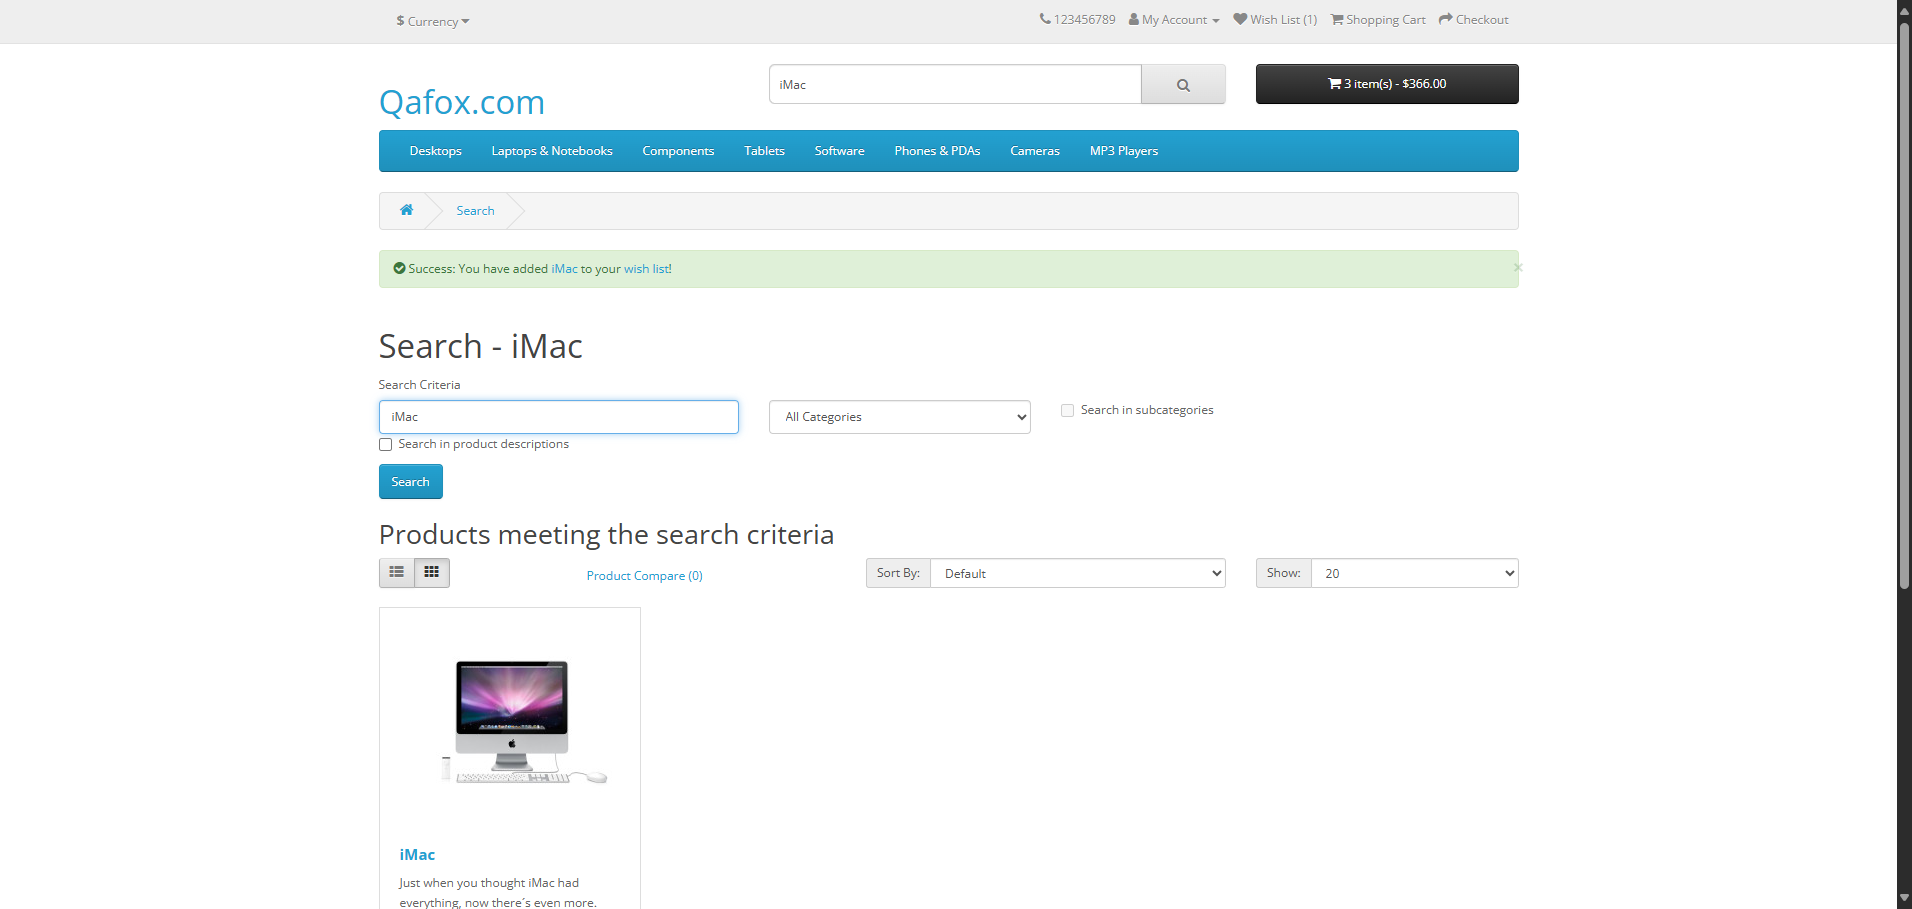 $ Currency
123456789 My Account Wish List (1) Shopping Cart Checkout
Qafox.com
iMac
3 item(s) - $366.00
Desktops Laptops & Notebooks Components Tablets Software Phones & PDAs Cameras MP3 Players
Search
Success: You have added iMac to your wish list!
×
Search - iMac
Search Criteria
iMac
All Categories
Search in subcategories
Search in product descriptions
Search
Products meeting the search criteria
Product Compare (0)
Sort By: Default
Show: 20
iMac
Just when you thought iMac had
everything, now there´s even more.